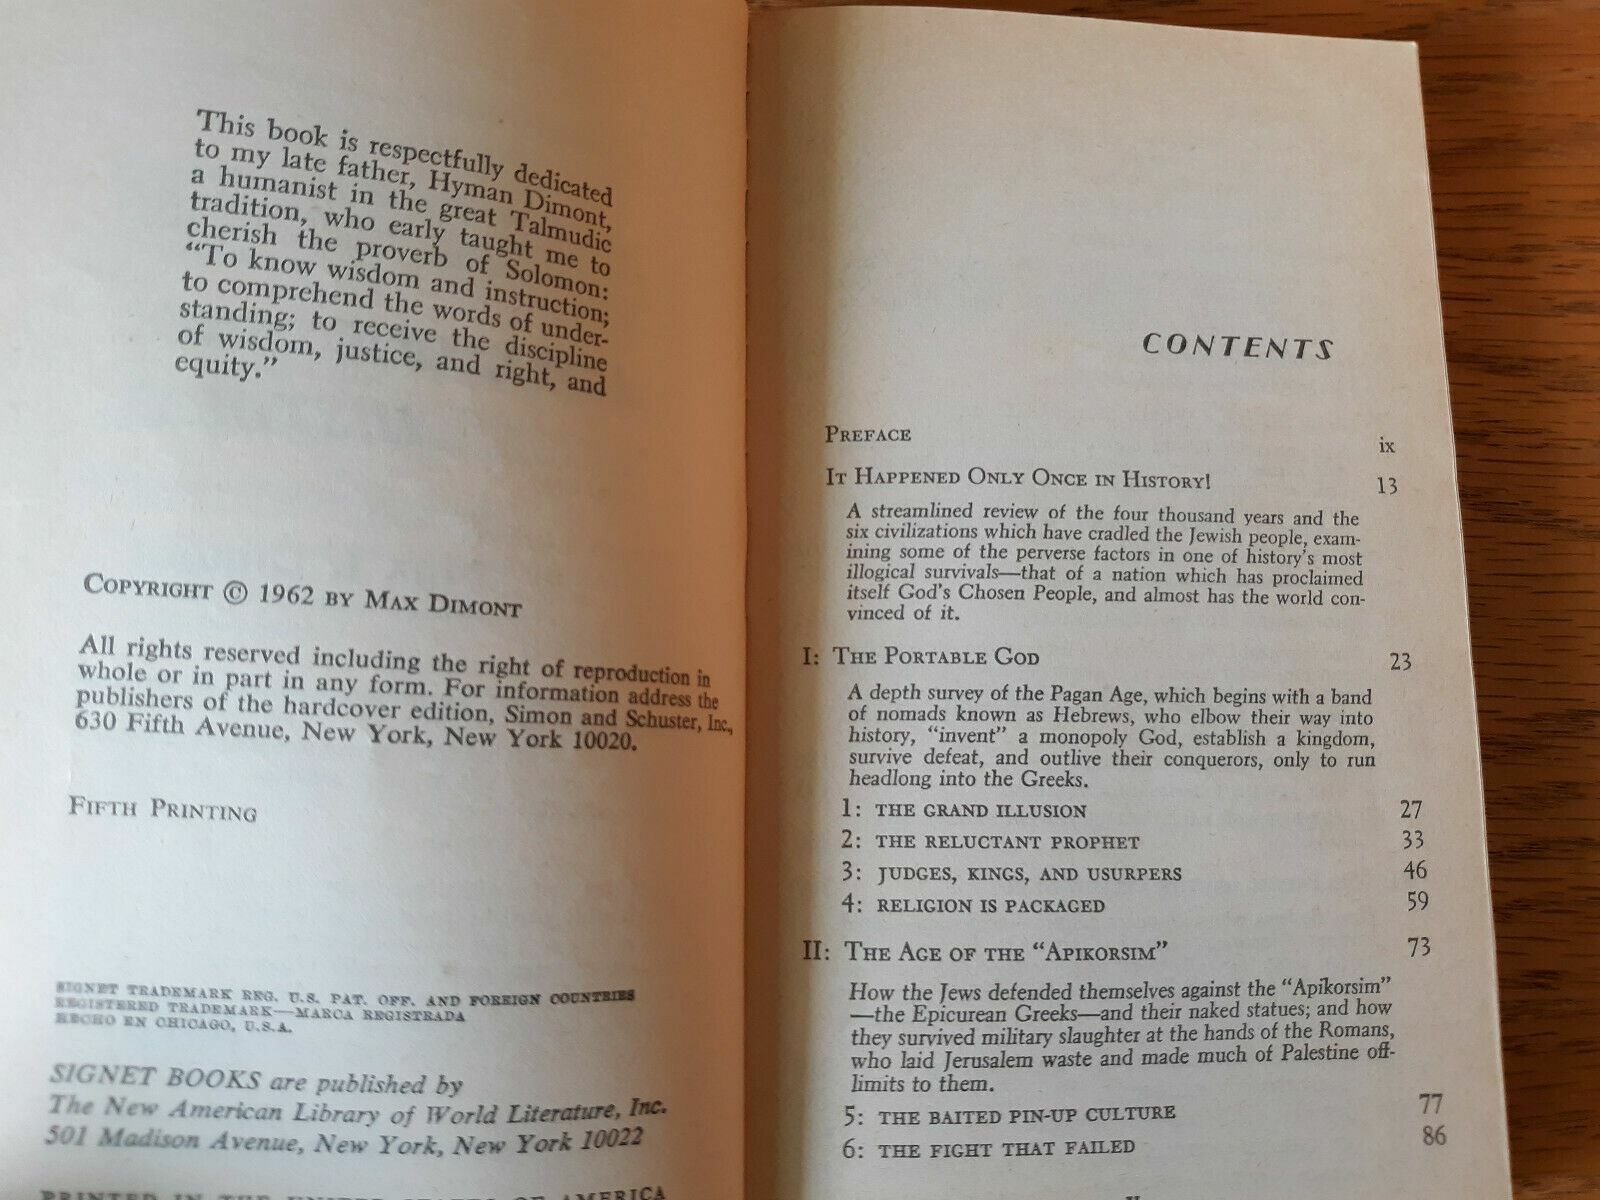 This book is respectfully dedicated
to my late father, Hyman Dimont,
a humanist in the great Talmudic
tradition, who early taught me to
cherish the proverb of Solomon:
“To know wisdom and instruction;
to comprehend the words of under-
standing; to receive the discipline
of wisdom, justice, and right, and
equity.”
COPYRIGHT © 1962 BY MAX DIMONT
All rights reserved including the right of reproduction in
whole or in part in any form. For information address the
publishers of the hardcover edition, Simon and Schuster, Inc.,
630 Fifth Avenue, New York, New York 10020.
FIFTH PRINTING
SIGNET TRADEMARK REG. U.S. PAT. OFF. AND FOREIGN COUNTRIES
REGISTERED TRADEMARK—MARCA REGISTRADA
HECHO EN CHICAGO, U.S.A.
SIGNET BOOKS are published by
The New American Library of World Literature, Inc.
501 Madison Avenue, New York, New York 10022
PRINTED IN THE UNITED STATES OF AMERICA
CONTENTS
PREFACE ix
IT HAPPENED ONLY ONCE IN HISTORY! 13
A streamlined review of the four thousand years and the
six civilizations which have cradled the Jewish people, exam-
ining some of the perverse factors in one of history's most
illogical survivals—that of a nation which has proclaimed
itself God's Chosen People, and almost has the world con-
vinced of it.
I: THE PORTABLE GOD 23
A depth survey of the Pagan Age, which begins with a band
of nomads known as Hebrews, who elbow their way into
history, “invent” a monopoly God, establish a kingdom,
survive defeat, and outlive their conquerors, only to run
headlong into the Greeks.
1: THE GRAND ILLUSION 27
2: THE RELUCTANT PROPHET 33
3: JUDGES, KINGS, AND USURPERS 46
4: RELIGION IS PACKAGED 59
II: THE AGE OF THE “APIKORSIM” 73
How the Jews defended themselves against the “Apikorsim”
—the Epicurean Greeks—and their naked statues; and how
they survived military slaughter at the hands of the Romans,
who laid Jerusalem waste and made much of Palestine off-
limits to them.
5: THE BAITED PIN-UP CULTURE 77
6: THE FIGHT THAT FAILED 86